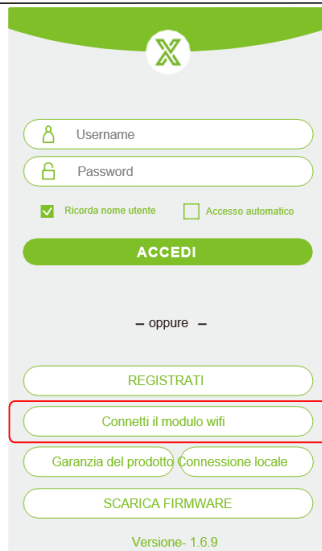 Username
Password
Ricorda nome utente Accesso automatico
ACCEDI
– oppure –
REGISTRATI
Connetti il modulo wifi
Garanzia del prodotto Connessione locale
SCARICA FIRMWARE
Versione- 1.6.9